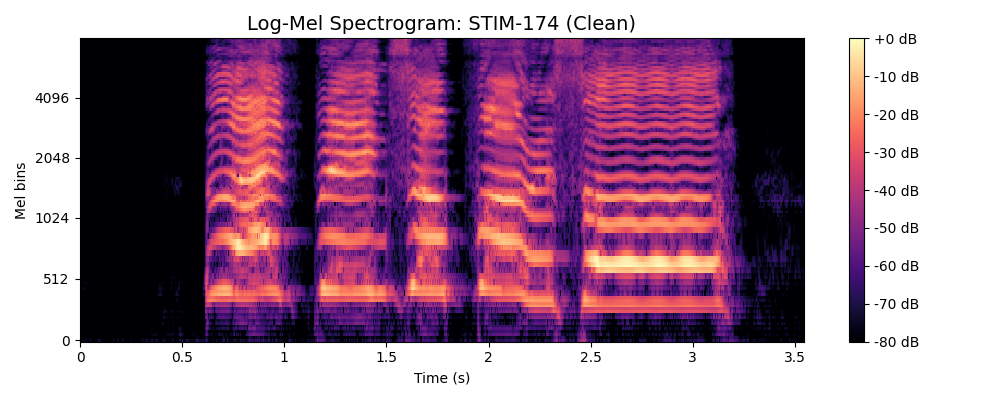 Log-Mel Spectrogram: STIM-174 (Clean)
Mel bins
4096
2048
1024
512
0
0 0.5 1 1.5 2 2.5 3 3.5
Time (s)
+0 dB
-10 dB
-20 dB
-30 dB
-40 dB
-50 dB
-60 dB
-70 dB
-80 dB